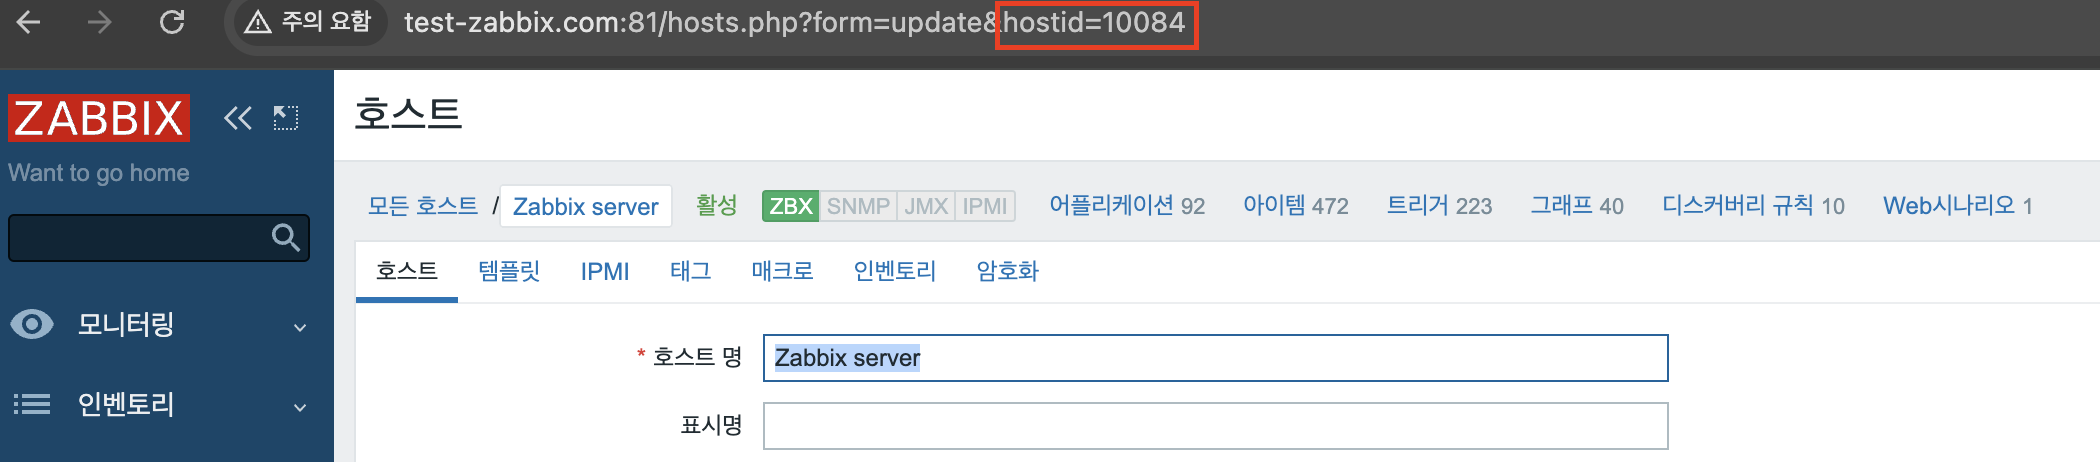 주의 요함 test-zabbix.com:81/hosts.php?form=update&hostid=10084
ZABBIX
Want to go home
모니터링
인벤토리
호스트
모든 호스트 / Zabbix server 활성 ZBX SNMP JMX IPMI 어플리케이션 92 아이템 472 트리거 223 그래프 40 디스커버리 규칙 10 Web시나리오 1
호스트 템플릿 IPMI 태그 매크로 인벤토리 암호화
* 호스트 명 Zabbix server
표시명